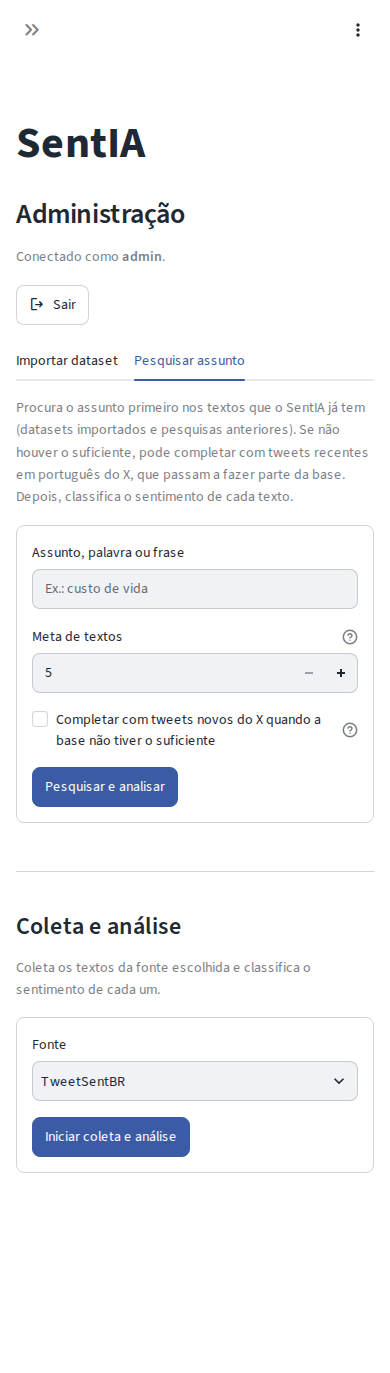 SentIA
Administração
Conectado como admin.
Sair
Importar dataset
Pesquisar assunto
Procura o assunto primeiro nos textos que o SentIA já tem
(datasets importados e pesquisas anteriores). Se não
houver o suficiente, pode completar com tweets recentes
em português do X, que passam a fazer parte da base.
Depois, classifica o sentimento de cada texto.
Assunto, palavra ou frase
Ex.: custo de vida
Meta de textos
5
Completar com tweets novos do X quando a
base não tiver o suficiente
Pesquisar e analisar
Coleta e análise
Coleta os textos da fonte escolhida e classifica o
sentimento de cada um.
Fonte
TweetSentBR
Iniciar coleta e análise